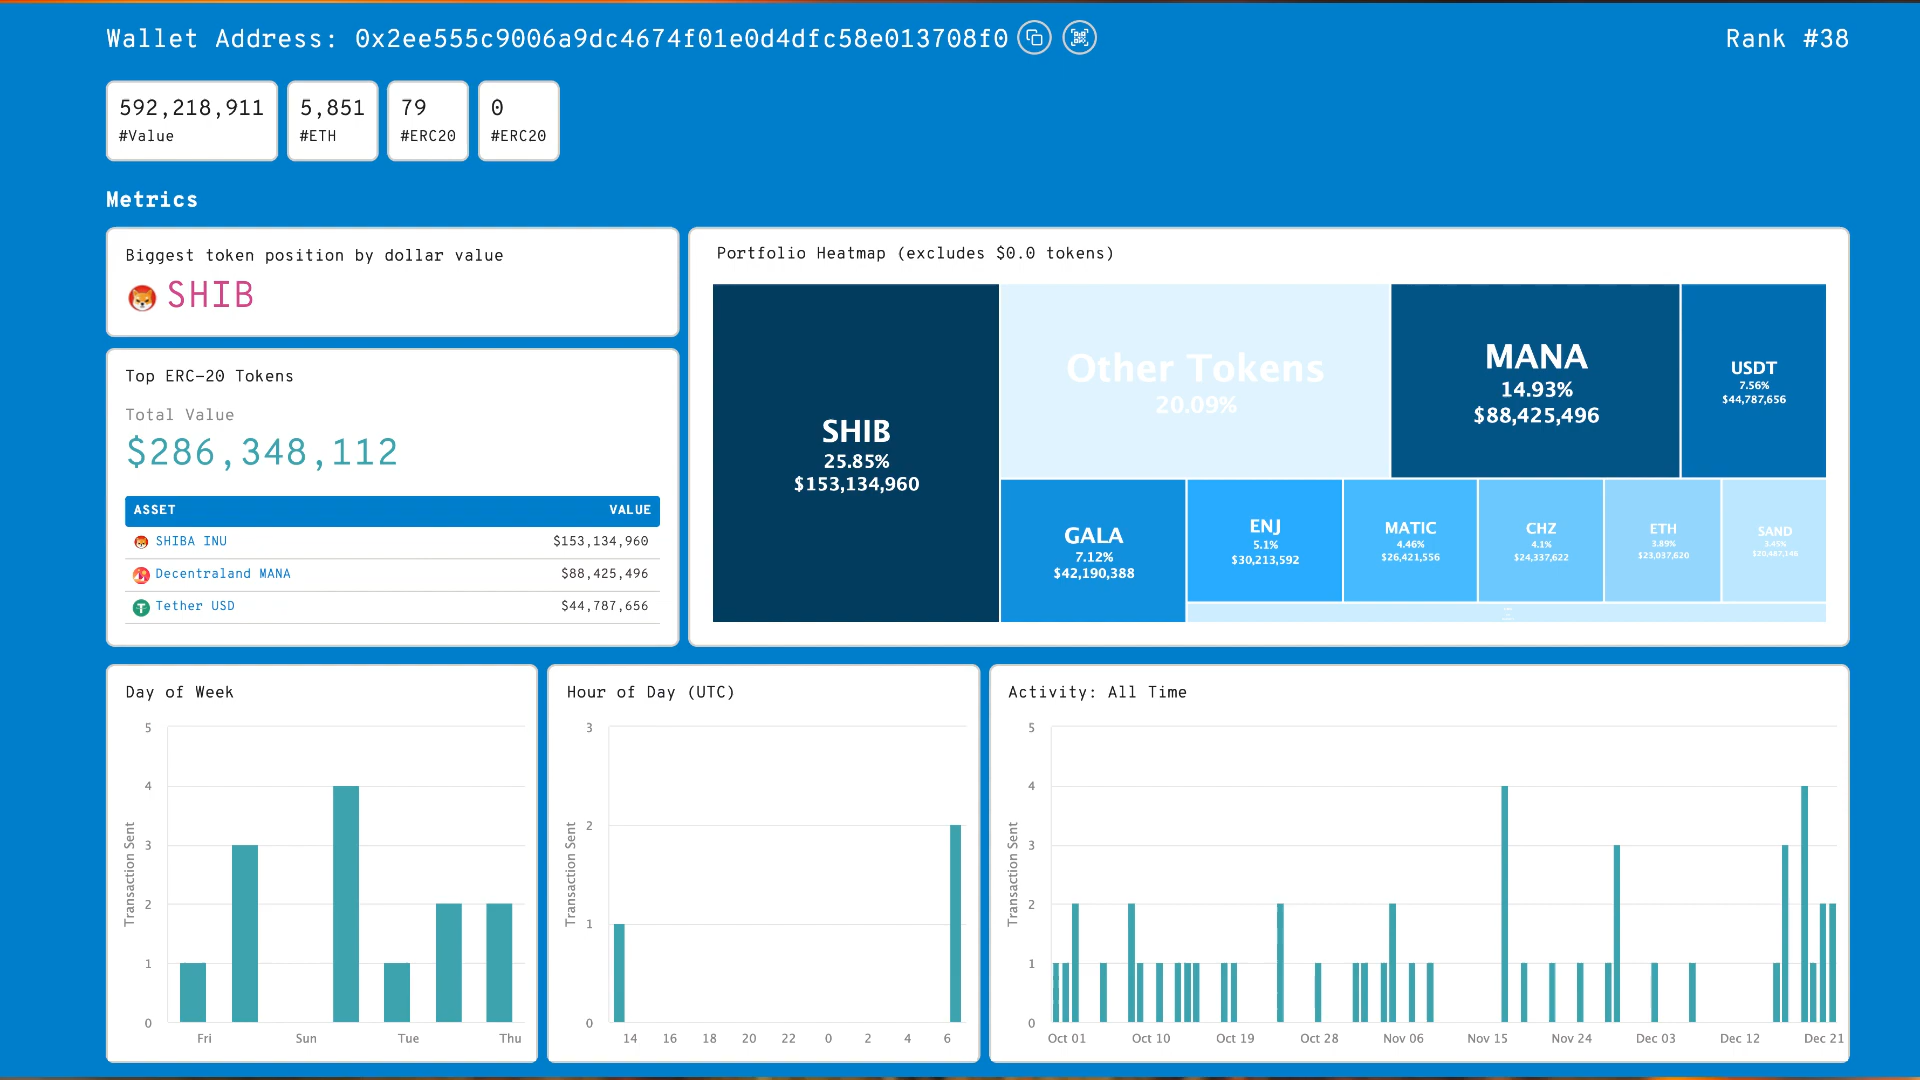 Wallet Address: 0x2ee555c9006a9dc4674f01e0d4dfc58e013708f0
Rank #38
592,218,911
#Value
5,851
#ETH
79
#ERC20
0
#ERC20
Metrics
Biggest token position by dollar value
SHIB
Top ERC-20 Tokens
Total Value
$286,348,112
ASSET VALUE
SHIBA INU $153,134,960
Decentraland MANA $88,425,496
Tether USD $44,787,656
Portfolio Heatmap (excludes $0.0 tokens)
SHIB
25.85%
$153,134,960
Other Tokens
20.09%
MANA
14.93%
$88,425,496
USDT
7.56%
$44,787,656
GALA
7.12%
$42,190,388
ENJ
5.1%
$30,213,592
MATIC
4.46%
$26,421,556
CHZ
4.1%
$24,337,622
ETH
3.89%
$23,037,620
SAND
3.45%
Day of Week
Transaction Sent
5
4
3
2
1
0
Fri Sun Tue Thu
Hour of Day (UTC)
Transaction Sent
3
2
1
0
14 16 18 20 22 0 2 4 6
Activity: All Time
Transaction Sent
5
4
3
2
1
0
Oct 01 Oct 10 Oct 19 Oct 28 Nov 06 Nov 15 Nov 24 Dec 03 Dec 12 Dec 21